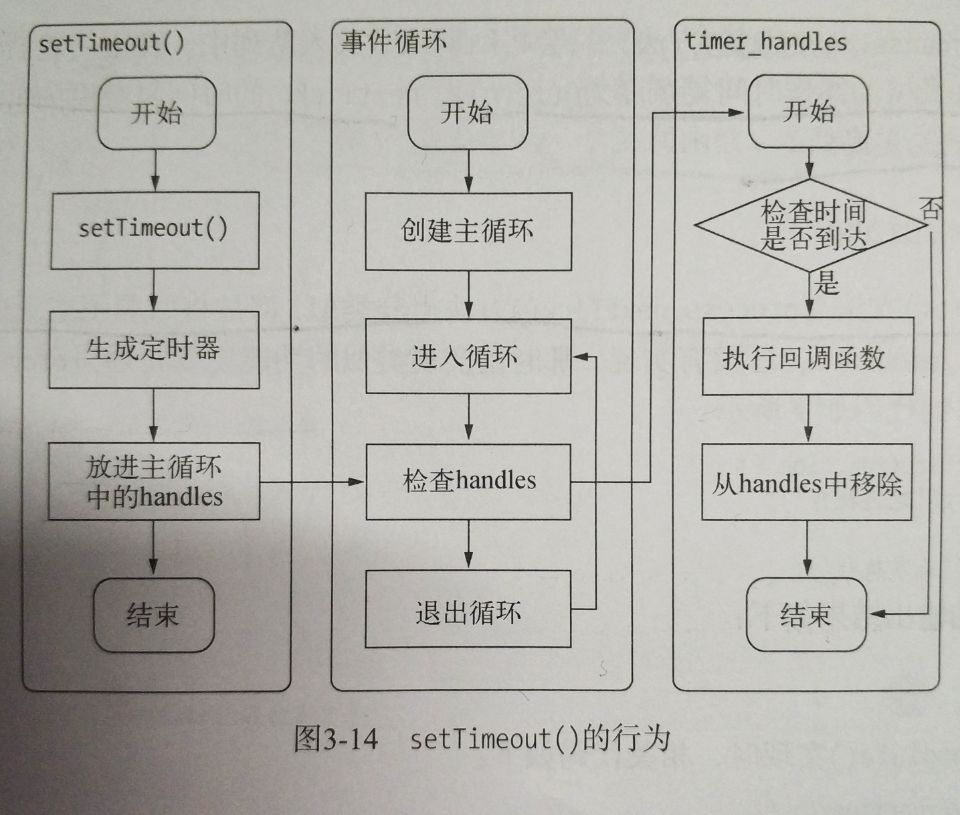 setTimeout()
开始
setTimeout()
生成定时器
放进主循环
中的handles
结束
事件循环
开始
创建主循环
进入循环
检查handles
退出循环
timer_handles
开始
检查时间
是否到达
否
是
执行回调函数
从handles中移除
结束
图3-14 setTimeout()的行为